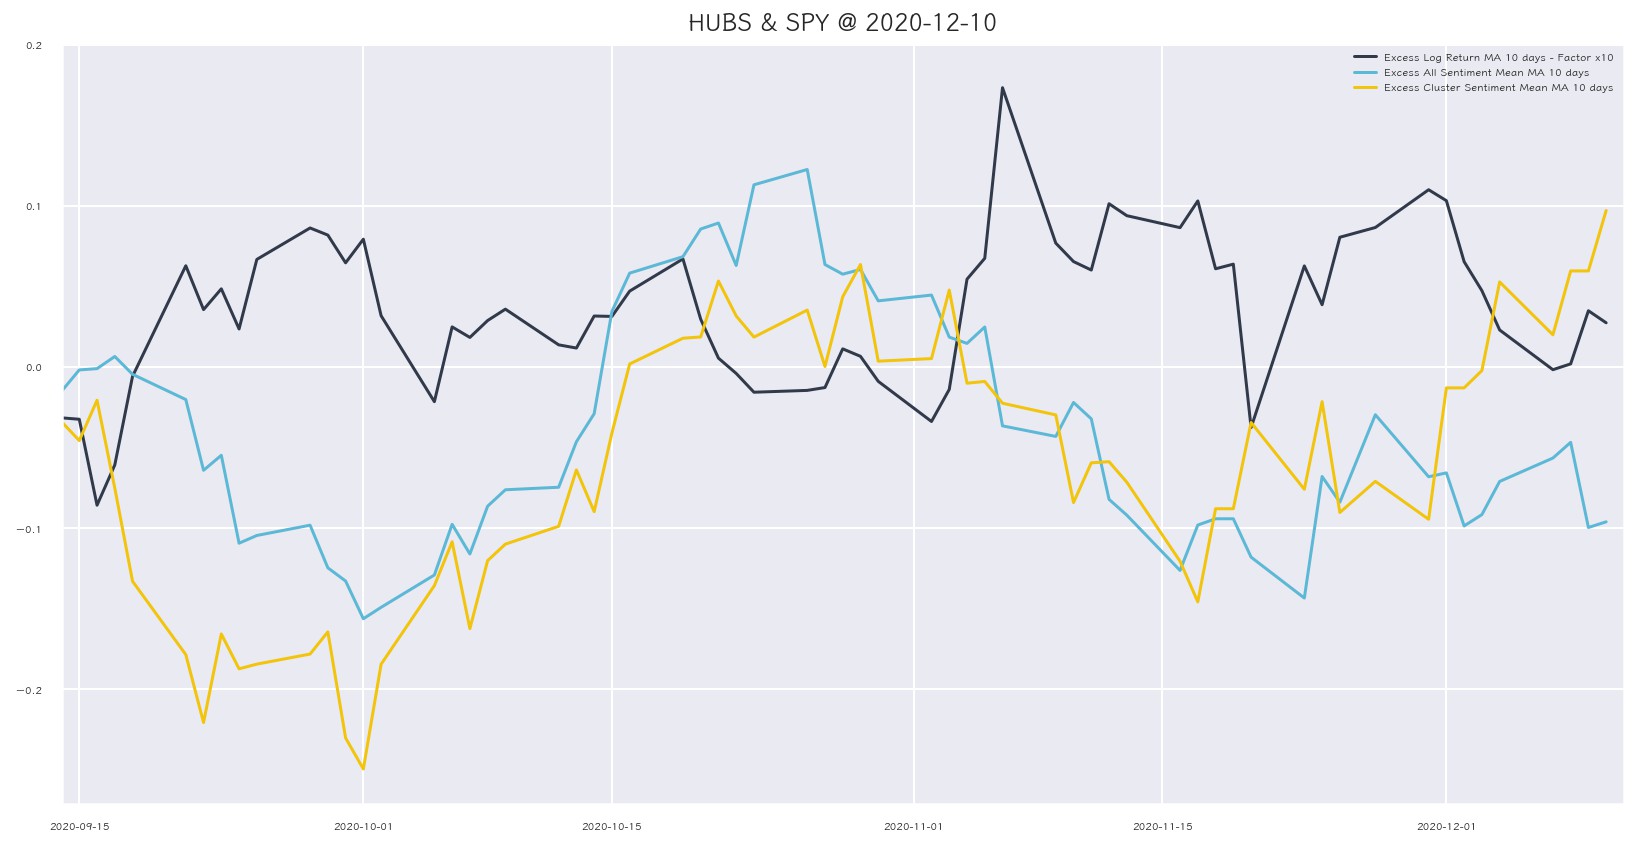 HUBS & SPY @ 2020-12-10
0.2
Excess Log Return MA 10 days - Factor x10
Excess All Sentiment Mean MA 10 days
Excess Cluster Sentiment Mean MA 10 days
0.1
0.0
−0.1
−0.2
2020-09-15 2020-10-01 2020-10-15 2020-11-01 2020-11-15 2020-12-01